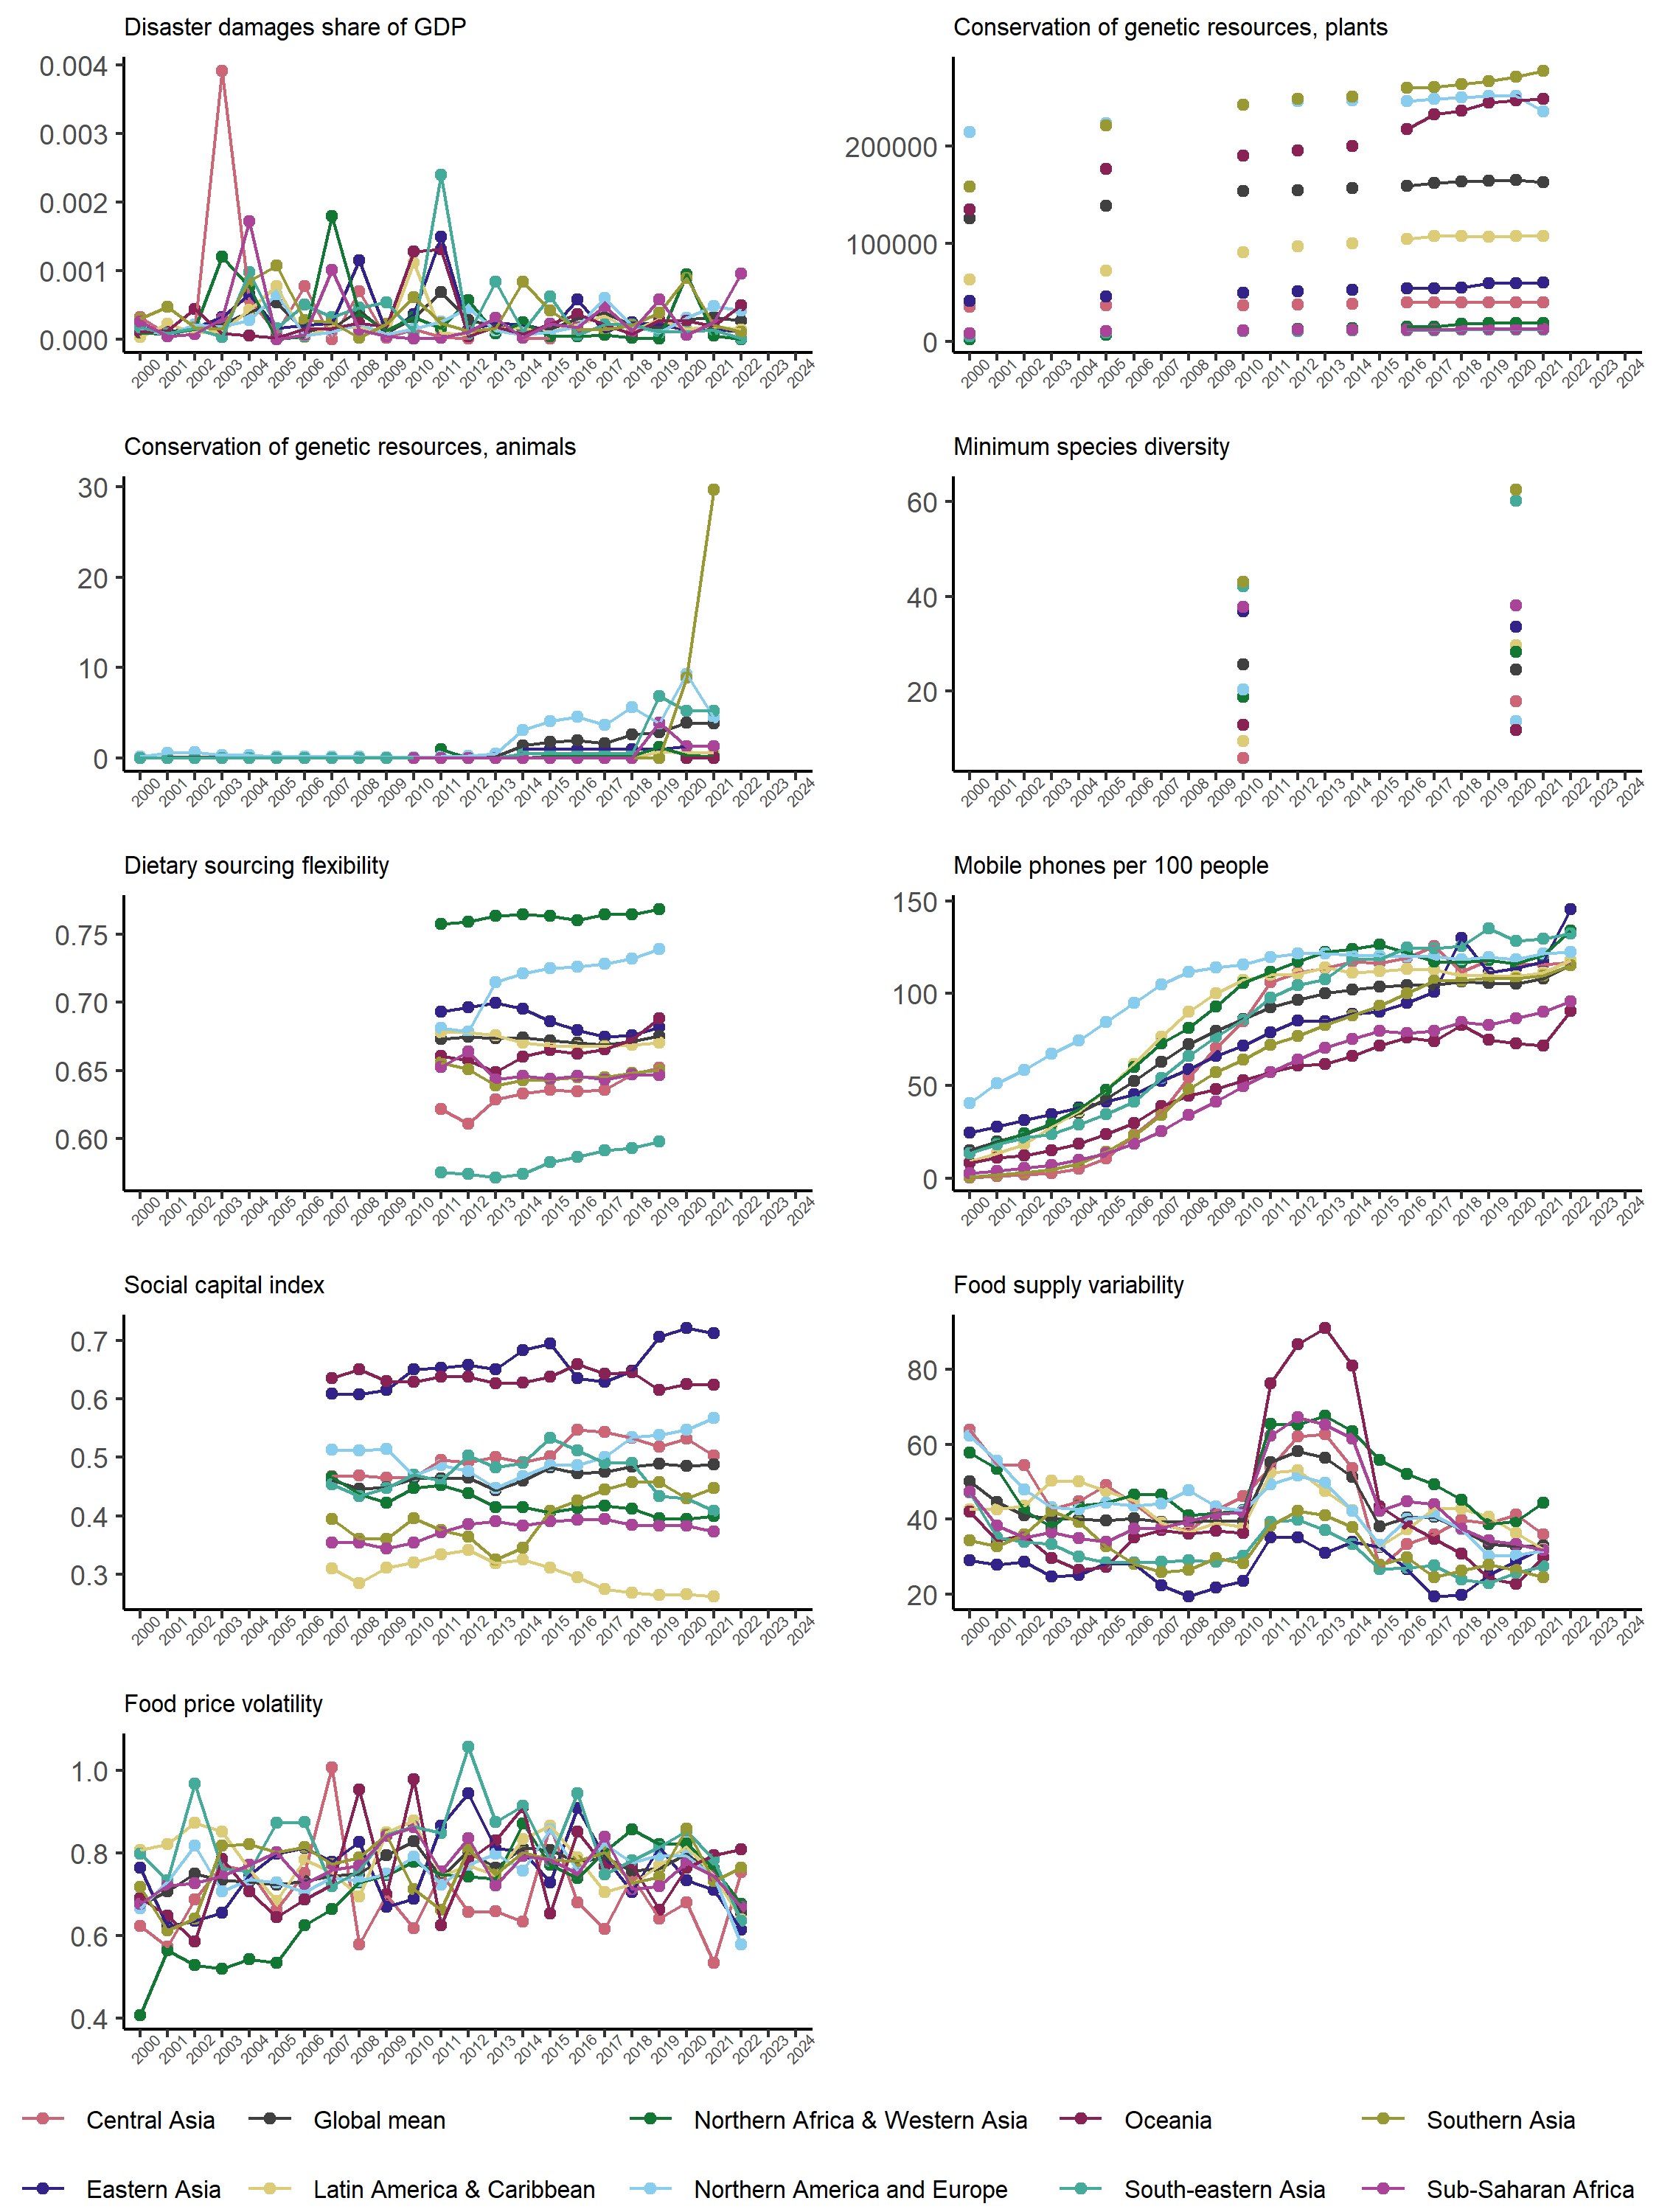 Disaster damages share of GDP
0.004
0.003
0.002
0.001
0.000
2000 2001 2002 2003 2004 2005 2006 2007 2008 2009 2010 2011 2012 2013 2014 2015 2016 2017 2018 2019 2020 2021 2022 2023 2024
Conservation of genetic resources, plants
200000
100000
0
2000 2001 2002 2003 2004 2005 2006 2007 2008 2009 2010 2011 2012 2013 2014 2015 2016 2017 2018 2019 2020 2021 2022 2023 2024
Conservation of genetic resources, animals
30
20
10
0
2000 2001 2002 2003 2004 2005 2006 2007 2008 2009 2010 2011 2012 2013 2014 2015 2016 2017 2018 2019 2020 2021 2022 2023 2024
Minimum species diversity
60
40
20
2000 2001 2002 2003 2004 2005 2006 2007 2008 2009 2010 2011 2012 2013 2014 2015 2016 2017 2018 2019 2020 2021 2022 2023 2024
Dietary sourcing flexibility
0.75
0.70
0.65
0.60
2000 2001 2002 2003 2004 2005 2006 2007 2008 2009 2010 2011 2012 2013 2014 2015 2016 2017 2018 2019 2020 2021 2022 2023 2024
Mobile phones per 100 people
150
100
50
0
2000 2001 2002 2003 2004 2005 2006 2007 2008 2009 2010 2011 2012 2013 2014 2015 2016 2017 2018 2019 2020 2021 2022 2023 2024
Social capital index
0.7
0.6
0.5
0.4
0.3
2000 2001 2002 2003 2004 2005 2006 2007 2008 2009 2010 2011 2012 2013 2014 2015 2016 2017 2018 2019 2020 2021 2022 2023 2024
Food supply variability
80
60
40
20
2000 2001 2002 2003 2004 2005 2006 2007 2008 2009 2010 2011 2012 2013 2014 2015 2016 2017 2018 2019 2020 2021 2022 2023 2024
Food price volatility
1.0
0.8
0.6
0.4
2000 2001 2002 2003 2004 2005 2006 2007 2008 2009 2010 2011 2012 2013 2014 2015 2016 2017 2018 2019 2020 2021 2022 2023 2024
Central Asia Global mean Northern Africa & Western Asia Oceania Southern Asia
Eastern Asia Latin America & Caribbean Northern America and Europe South-eastern Asia Sub-Saharan Africa